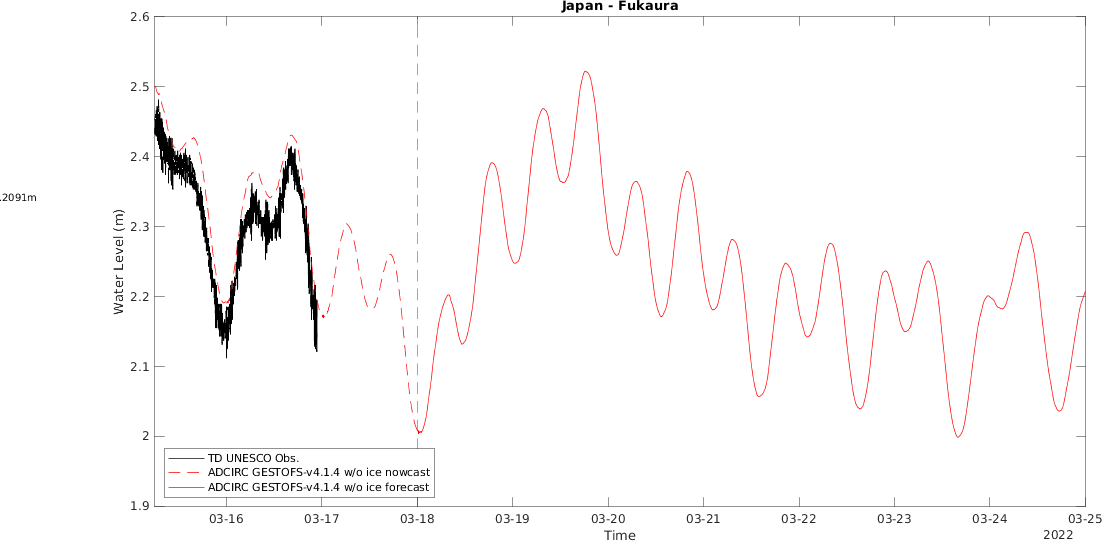 Japan - Fukaura
2.6
2.5
2.4
2.3
2.2
2.1
2
1.9
Water Level (m)
.2091m
TD UNESCO Obs.
ADCIRC GESTOFS-v4.1.4 w/o ice nowcast
ADCIRC GESTOFS-v4.1.4 w/o ice forecast
03-16 03-17 03-18 03-19 03-20 03-21 03-22 03-23 03-24 03-25
Time
2022